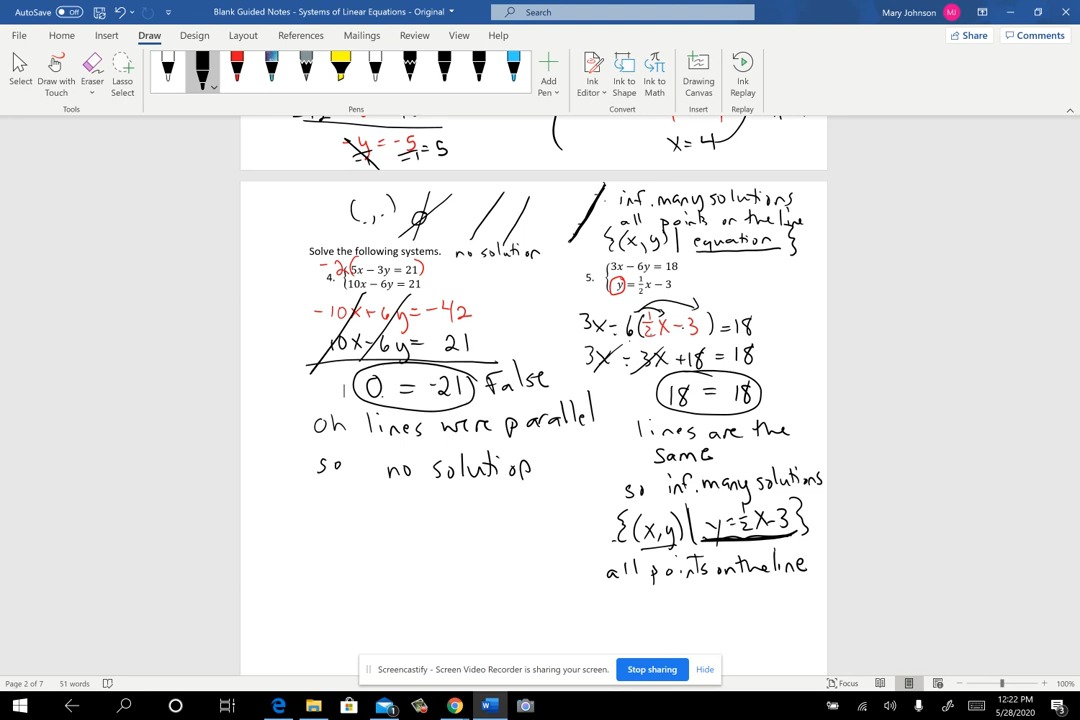 AutoSave Off
Blank Guided Notes - Systems of Linear Equations - Original
Search
Mary Johnson MJ
File Home Insert Draw Design Layout References Mailings Review View Help
Share Comments
Select
Draw with Touch
Eraser
Lasso Select
Add Pen
Ink Editor
Ink to Shape
Ink to Math
Drawing Canvas
Ink Replay
Tools
Pens
Convert
Insert
Replay
-y = -5 = 5
-1 -1
x = 4
(.,.)
inf. many solutions
all points on the line
{(x,y)| equation }
Solve the following systems.
no solution
4. -2(5x − 3y = 21)
10x − 6y = 21
-10x+6y=-42
10x-6y= 21
0 = -21 False
oh lines were parallel
so no solution
5. 3x − 6y = 18
y = 1/2 x − 3
3x-6(1/2x-3)=18
3x-3x+18=18
18 = 18
lines are the
same
so inf. many solutions
{(x,y)| y=1/2x-3}
all points on the line
Screencastify - Screen Video Recorder is sharing your screen.
Stop sharing
Hide
Page 2 of 7 51 words
Focus
100%
12:22 PM
5/28/2020